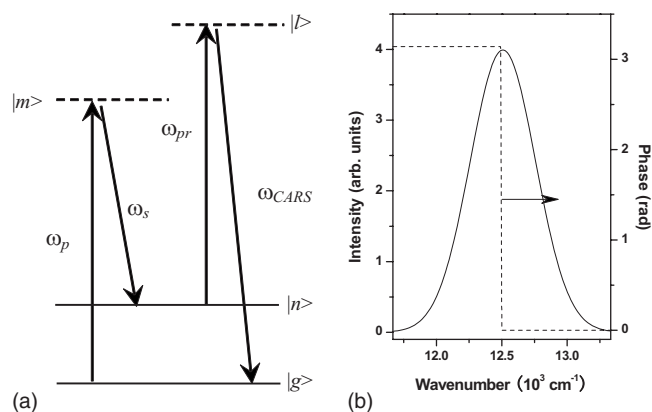 |l>
|m>
ωpr
ωCARS
ωs
ωp
|n>
|g>
(a)
4
3
2
1
0
Intensity (arb. units)
3
2
1
0
Phase (rad)
12.0 12.5 13.0
Wavenumber (10³ cm⁻¹)
(b)